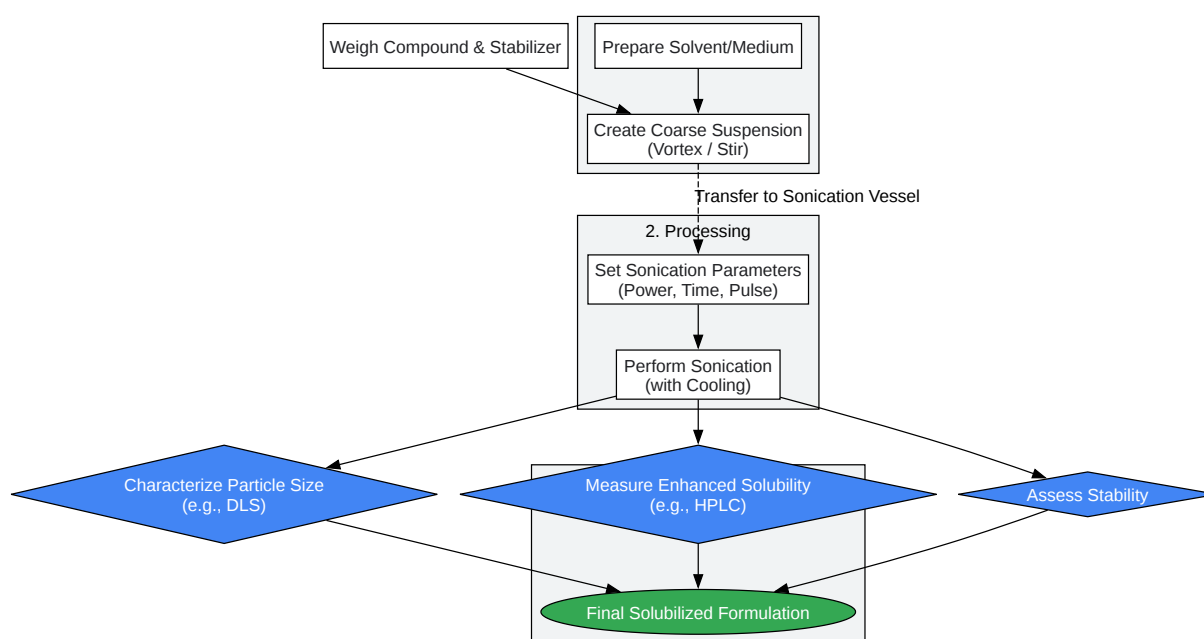 Weigh Compound & Stabilizer
Prepare Solvent/Medium
Create Coarse Suspension
(Vortex / Stir)
Transfer to Sonication Vessel
2. Processing
Set Sonication Parameters
(Power, Time, Pulse)
Perform Sonication
(with Cooling)
Characterize Particle Size
(e.g., DLS)
Measure Enhanced Solubility
(e.g., HPLC)
Assess Stability
Final Solubilized Formulation